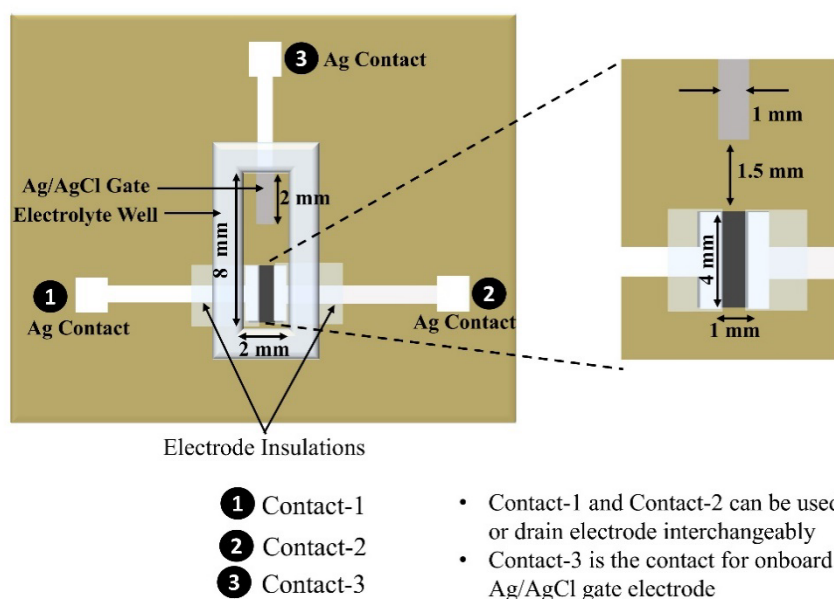 3 Ag Contact
Ag/AgCl Gate
2 mm
Electrolyte Well
8 mm
1
Ag Contact
2
Ag Contact
2 mm
Electrode Insulations
1 mm
1.5 mm
4 mm
1 mm
1 Contact-1
2 Contact-2
3 Contact-3
• Contact-1 and Contact-2 can be used
or drain electrode interchangeably
• Contact-3 is the contact for onboard
Ag/AgCl gate electrode